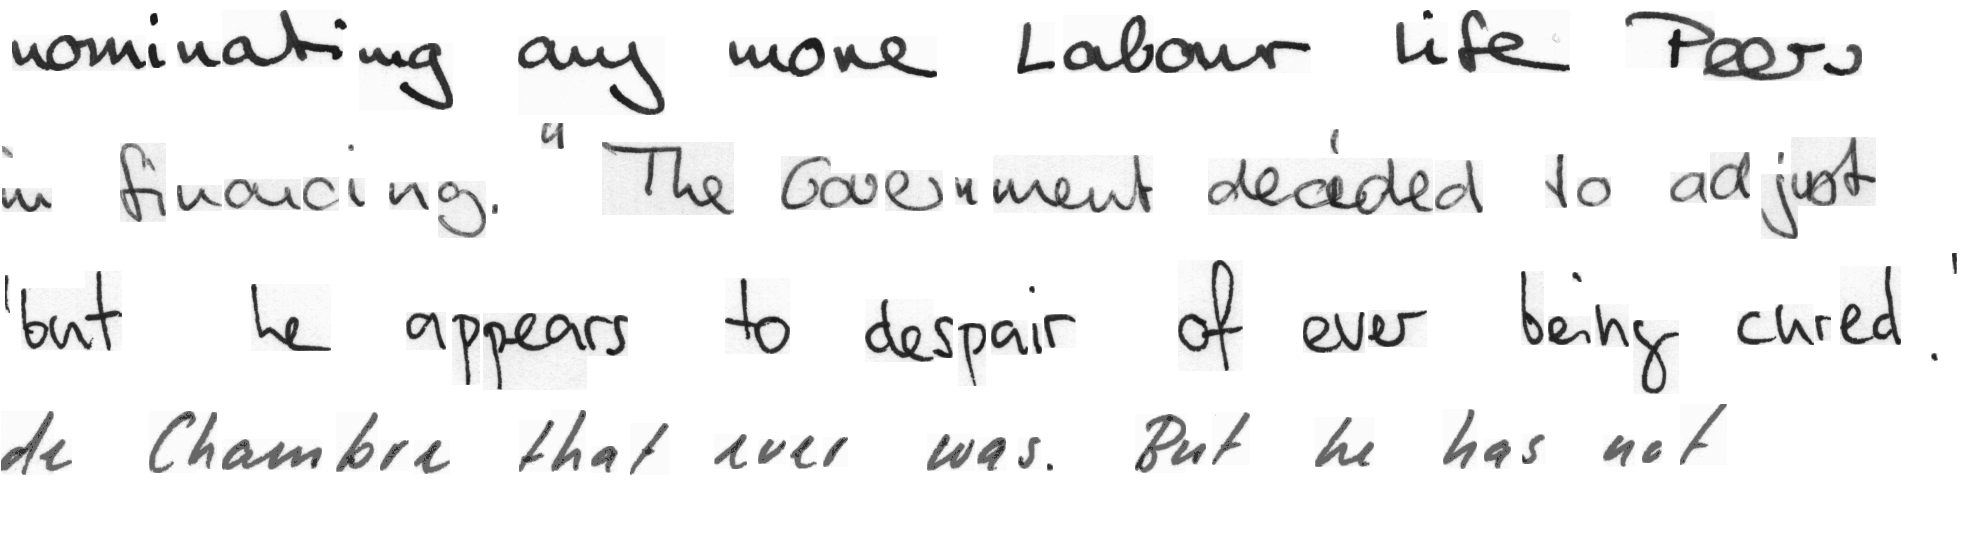 nominating any more Labour Life Peers
in financing." The Government decided to adjust
'but he appears to despair of ever being cured.'
de Chambre that ever was. But he has not